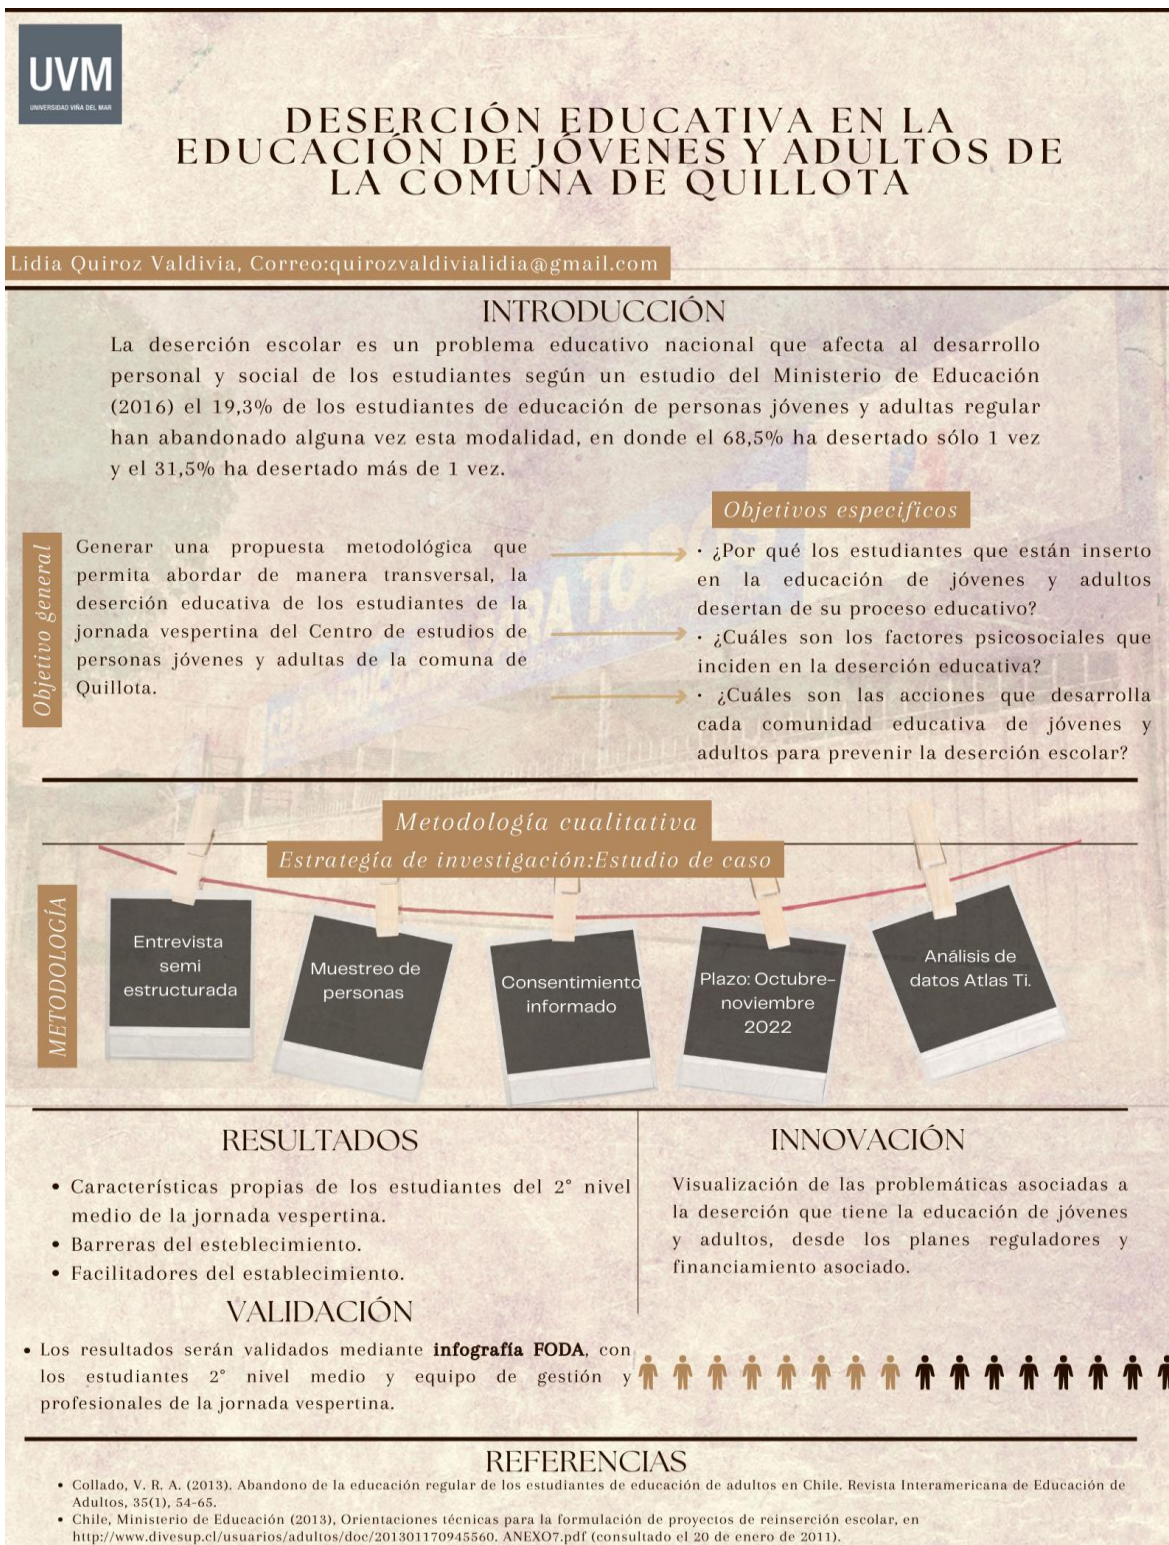 UVM
UNIVERSIDAD VIÑA DEL MAR
DESERCIÓN EDUCATIVA EN LA
EDUCACIÓN DE JÓVENES Y ADULTOS DE
LA COMUNA DE QUILLOTA
Lidia Quiroz Valdivia, Correo:quirozvaldivialidia@gmail.com
INTRODUCCIÓN
La deserción escolar es un problema educativo nacional que afecta al desarrollo
personal y social de los estudiantes según un estudio del Ministerio de Educación
(2016) el 19,3% de los estudiantes de educación de personas jóvenes y adultas regular
han abandonado alguna vez esta modalidad, en donde el 68,5% ha desertado sólo 1 vez
y el 31,5% ha desertado más de 1 vez.
Objetivo general
Generar una propuesta metodológica que
permita abordar de manera transversal, la
deserción educativa de los estudiantes de la
jornada vespertina del Centro de estudios de
personas jóvenes y adultas de la comuna de
Quillota.
Objetivos especificos
· ¿Por qué los estudiantes que están inserto
en la educación de jóvenes y adultos
desertan de su proceso educativo?
· ¿Cuáles son los factores psicosociales que
inciden en la deserción educativa?
· ¿Cuáles son las acciones que desarrolla
cada comunidad educativa de jóvenes y
adultos para prevenir la deserción escolar?
Metodología cualitativa
Estrategía de investigación:Estudio de caso
METODOLOGÍA
Entrevista
semi
estructurada
Muestreo de
personas
Consentimiento
informado
Plazo: Octubre-
noviembre
2022
Análisis de
datos Atlas Ti.
RESULTADOS
• Características propias de los estudiantes del 2° nivel
medio de la jornada vespertina.
• Barreras del esteblecimiento.
• Facilitadores del establecimiento.
INNOVACIÓN
Visualización de las problemáticas asociadas a
la deserción que tiene la educación de jóvenes
y adultos, desde los planes reguladores y
financiamiento asociado.
VALIDACIÓN
• Los resultados serán validados mediante infografía FODA, con
los estudiantes 2° nivel medio y equipo de gestión y
profesionales de la jornada vespertina.
REFERENCIAS
• Collado, V. R. A. (2013). Abandono de la educación regular de los estudiantes de educación de adultos en Chile. Revista Interamericana de Educación de
Adultos, 35(1), 54-65.
• Chile, Ministerio de Educación (2013), Orientaciones técnicas para la formulación de proyectos de reinserción escolar, en
http://www.divesup.cl/usuarios/adultos/doc/201301170945560. ANEXO7.pdf (consultado el 20 de enero de 2011).